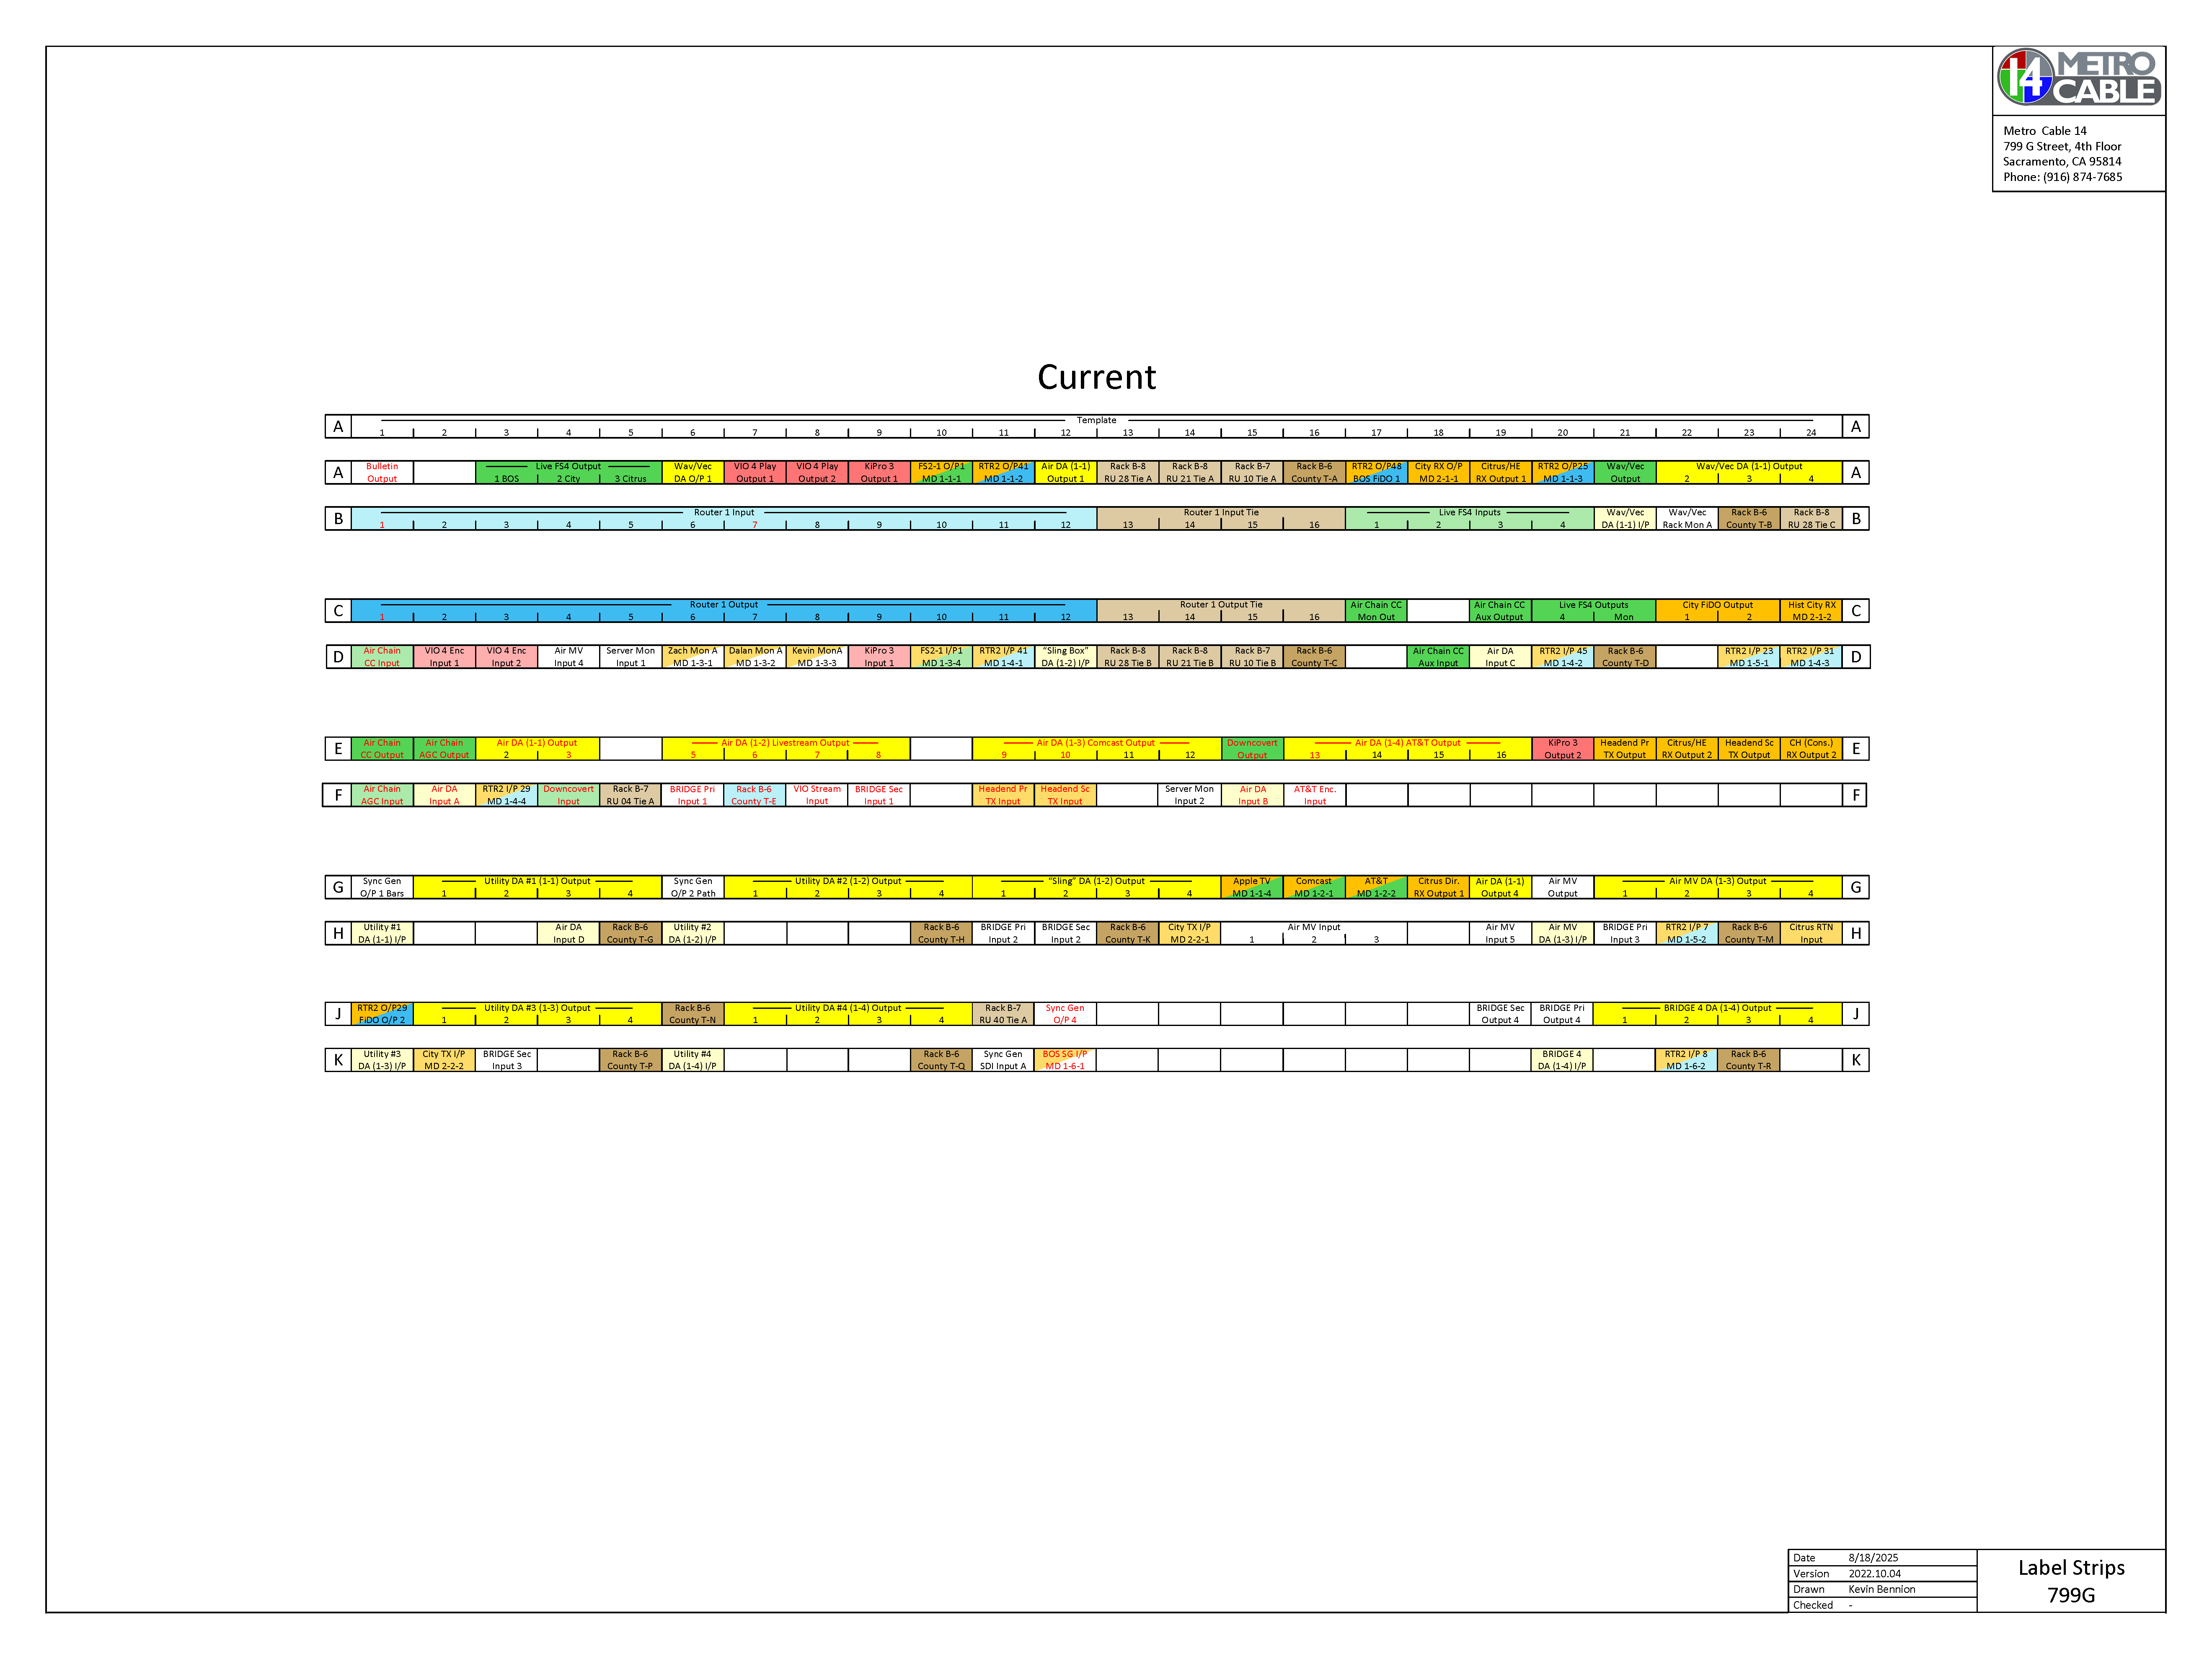 14 METRO CABLE
Metro Cable 14
799 G Street, 4th Floor
Sacramento, CA 95814
Phone: (916) 874-7685
Current
A Template A
1 2 3 4 5 6 7 8 9 10 11 12 13 14 15 16 17 18 19 20 21 22 23 24
A Bulletin Live FS4 Output Wav/Vec VIO 4 Play VIO 4 Play KiPro 3 FS2-1 O/P1 RTR2 O/P41 Air DA (1-1) Rack B-8 Rack B-8 Rack B-7 Rack B-6 RTR2 O/P48 City RX O/P Citrus/HE RTR2 O/P25 Wav/Vec Wav/Vec DA (1-1) Output A
Output 1 BOS 2 City 3 Citrus DA O/P 1 Output 1 Output 2 Output 1 MD 1-1-1 MD 1-1-2 Output 1 RU 28 Tie A RU 21 Tie A RU 10 Tie A County T-A BOS FiDO 1 MD 2-1-1 RX Output 1 MD 1-1-3 Output 2 3 4
B Router 1 Input Router 1 Input Tie Live FS4 Inputs Wav/Vec Wav/Vec Rack B-6 Rack B-8 B
1 2 3 4 5 6 7 8 9 10 11 12 13 14 15 16 1 2 3 4 DA (1-1) I/P Rack Mon A County T-B RU 28 Tie C
C Router 1 Output Router 1 Output Tie Air Chain CC Air Chain CC Live FS4 Outputs City FiDO Output Hist City RX C
1 2 3 4 5 6 7 8 9 10 11 12 13 14 15 16 Mon Out Aux Output 4 Mon 1 2 MD 2-1-2
D Air Chain VIO 4 Enc VIO 4 Enc Air MV Server Mon Zach Mon A Dalan Mon A Kevin MonA KiPro 3 FS2-1 I/P1 RTR2 I/P 41 “Sling Box” Rack B-8 Rack B-8 Rack B-7 Rack B-6 Air Chain CC Air DA RTR2 I/P 45 Rack B-6 RTR2 I/P 23 RTR2 I/P 31 D
CC Input Input 1 Input 2 Input 4 Input 1 MD 1-3-1 MD 1-3-2 MD 1-3-3 Input 1 MD 1-3-4 MD 1-4-1 DA (1-2) I/P RU 28 Tie B RU 21 Tie B RU 10 Tie B County T-C Aux Input Input C MD 1-4-2 County T-D MD 1-5-1 MD 1-4-3
E Air Chain Air Chain Air DA (1-1) Output Air DA (1-2) Livestream Output Air DA (1-3) Comcast Output Downcovert Air DA (1-4) AT&T Output KiPro 3 Headend Pr Citrus/HE Headend Sc CH (Cons.) E
CC Output AGC Output 2 3 5 6 7 8 9 10 11 12 Output 13 14 15 16 Output 2 TX Output RX Output 2 TX Output RX Output 2
F Air Chain Air DA RTR2 I/P 29 Downcovert Rack B-7 BRIDGE Pri Rack B-6 VIO Stream BRIDGE Sec Headend Pr Headend Sc Server Mon Air DA AT&T Enc. F
AGC Input Input A MD 1-4-4 Input RU 04 Tie A Input 1 County T-E Input Input 1 TX Input TX Input Input 2 Input B Input
G Sync Gen Utility DA #1 (1-1) Output Sync Gen Utility DA #2 (1-2) Output “Sling” DA (1-2) Output Apple TV Comcast AT&T Citrus Dir. Air DA (1-1) Air MV Air MV DA (1-3) Output G
O/P 1 Bars 1 2 3 4 O/P 2 Path 1 2 3 4 1 2 3 4 MD 1-1-4 MD 1-2-1 MD 1-2-2 RX Output 1 Output 4 Output 1 2 3 4
H Utility #1 Air DA Rack B-6 Utility #2 Rack B-6 BRIDGE Pri BRIDGE Sec Rack B-6 City TX I/P Air MV Input Air MV Air MV BRIDGE Pri RTR2 I/P 7 Rack B-6 Citrus RTN H
DA (1-1) I/P Input D County T-G DA (1-2) I/P County T-H Input 2 Input 2 County T-K MD 2-2-1 1 2 3 Input 5 DA (1-3) I/P Input 3 MD 1-5-2 County T-M Input
J RTR2 O/P29 Utility DA #3 (1-3) Output Rack B-6 Utility DA #4 (1-4) Output Rack B-7 Sync Gen BRIDGE Sec BRIDGE Pri BRIDGE 4 DA (1-4) Output J
FiDO O/P 2 1 2 3 4 County T-N 1 2 3 4 RU 40 Tie A O/P 4 Output 4 Output 4 1 2 3 4
K Utility #3 City TX I/P BRIDGE Sec Rack B-6 Utility #4 Rack B-6 Sync Gen BOS SG I/P BRIDGE 4 RTR2 I/P 8 Rack B-6 K
DA (1-3) I/P MD 2-2-2 Input 3 County T-P DA (1-4) I/P County T-Q SDI Input A MD 1-6-1 DA (1-4) I/P MD 1-6-2 County T-R
Date 8/18/2025
Version 2022.10.04
Drawn Kevin Bennion
Checked -
Label Strips
799G